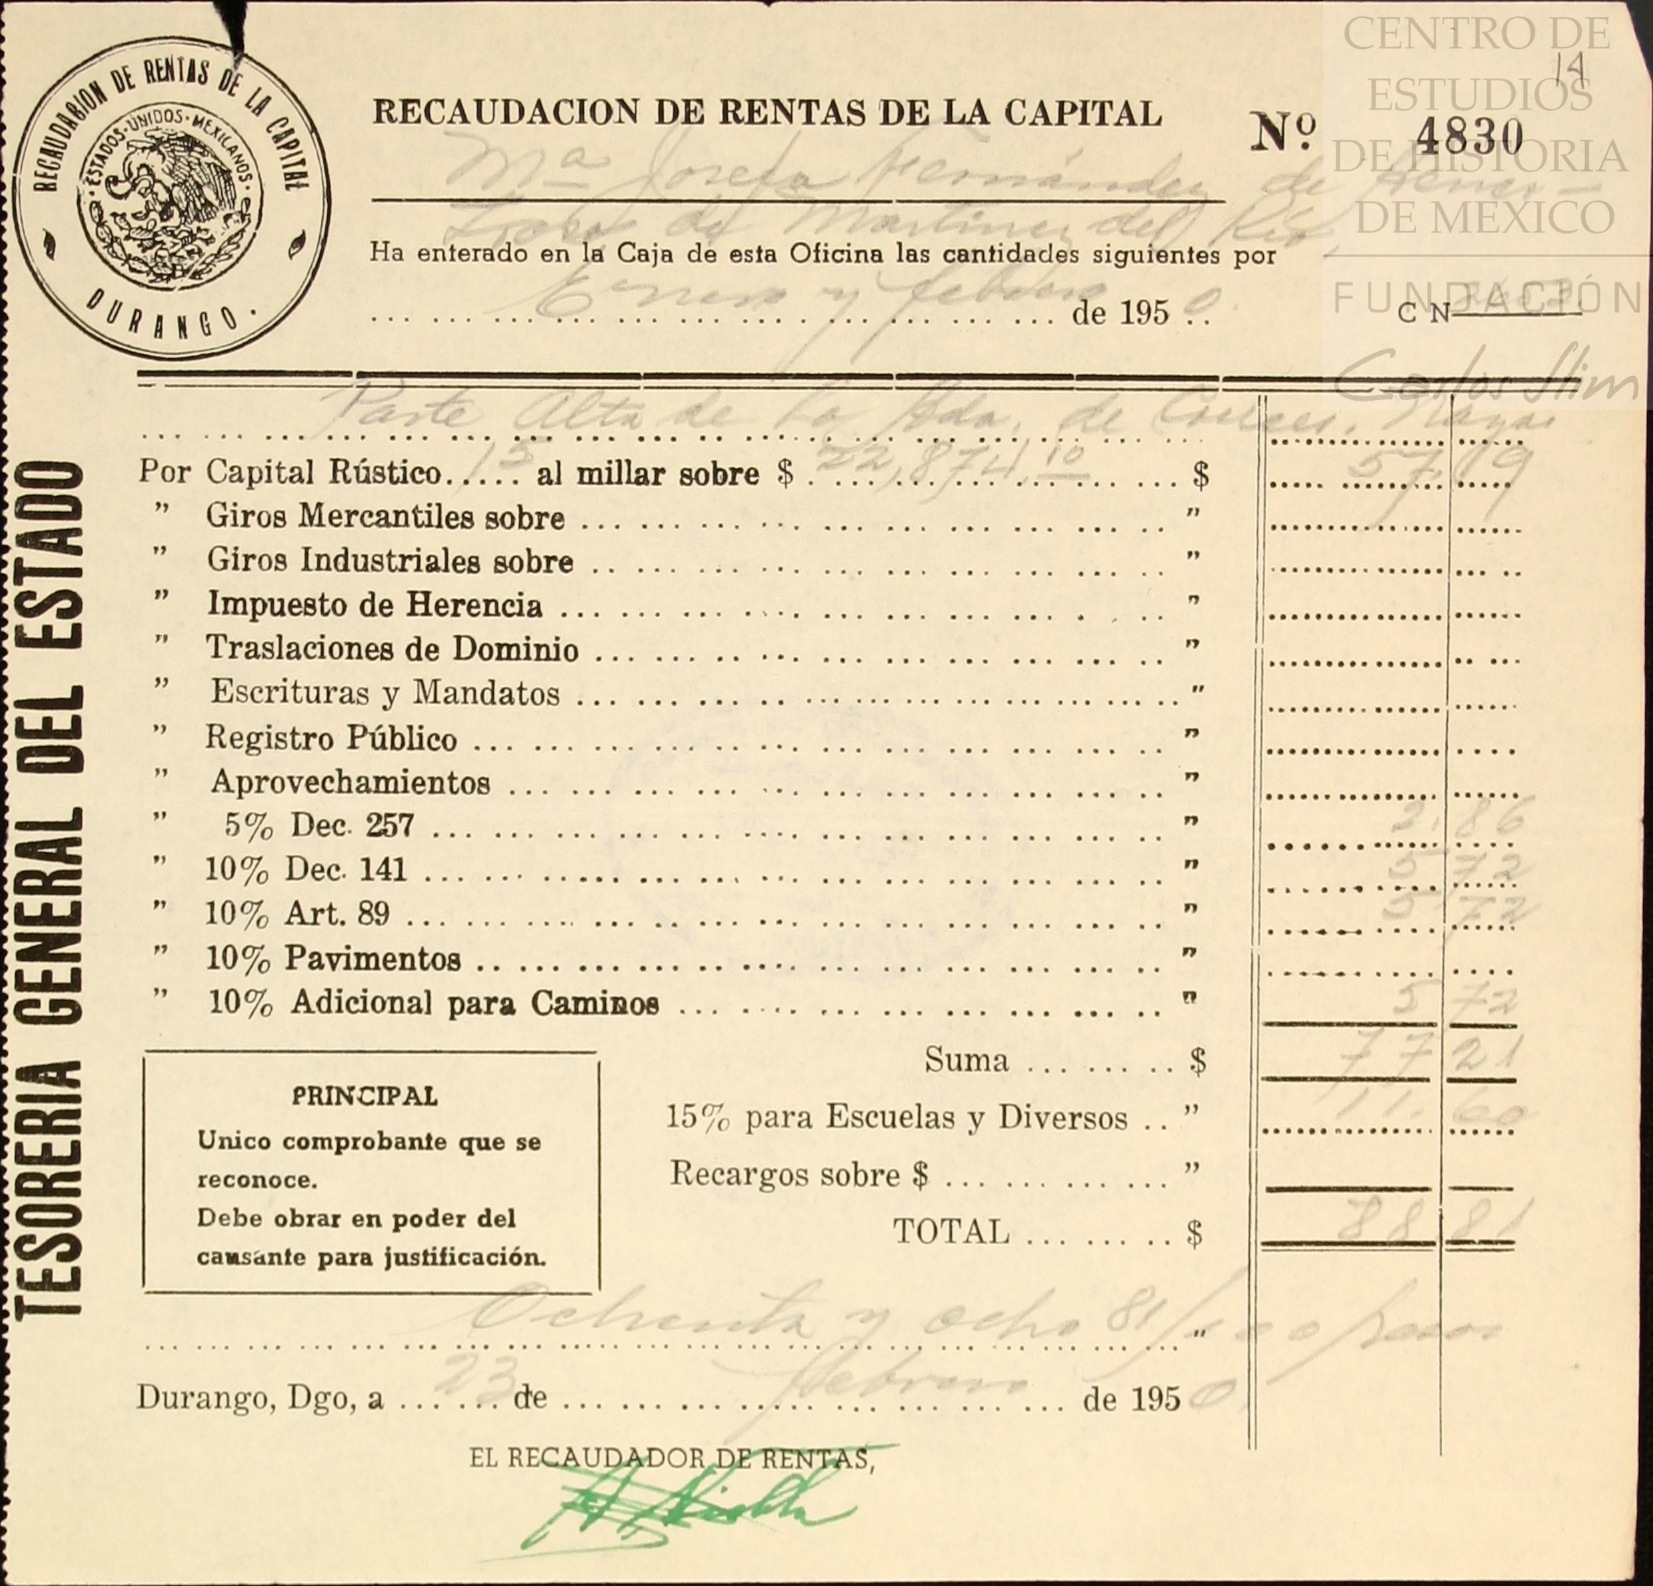 CENTRO DE
ESTUDIOS
DE HISTORIA
DE MEXICO
FUNDACIÓN
Carlos Slim
14
RECAUDACION DE RENTAS DE LA CAPITAL
ESTADOS·UNIDOS·MEXICANOS
DURANGO.
RECAUDACION DE RENTAS DE LA CAPITAL
Nº 4830
Mª Josefa Fernández de
de Martínez del Río,
Ha enterado en la Caja de esta Oficina las cantidades siguientes por
Enero y febrero de 1950.
C N
Parte Alta de la Hda. de Cruces.
Por Capital Rústico 15 al millar sobre $ 22,874.10 $ 57.19
" Giros Mercantiles sobre "
" Giros Industriales sobre "
" Impuesto de Herencia "
" Traslaciones de Dominio "
" Escrituras y Mandatos "
" Registro Público "
" Aprovechamientos "
" 5% Dec. 257 " 2.86
" 10% Dec. 141 " 5 72
" 10% Art. 89 " 5 72
" 10% Pavimentos "
" 10% Adicional para Caminos " 5 72
Suma $ 77 21
15% para Escuelas y Diversos " 11.60
Recargos sobre $ "
TOTAL $ 88.81
PRINCIPAL
Unico comprobante que se
reconoce.
Debe obrar en poder del
causante para justificación.
Ochenta y ocho 81/100 pesos "
Durango, Dgo, a 23 de febrero de 1950.
EL RECAUDADOR DE RENTAS,
TESORERIA GENERAL DEL ESTADO